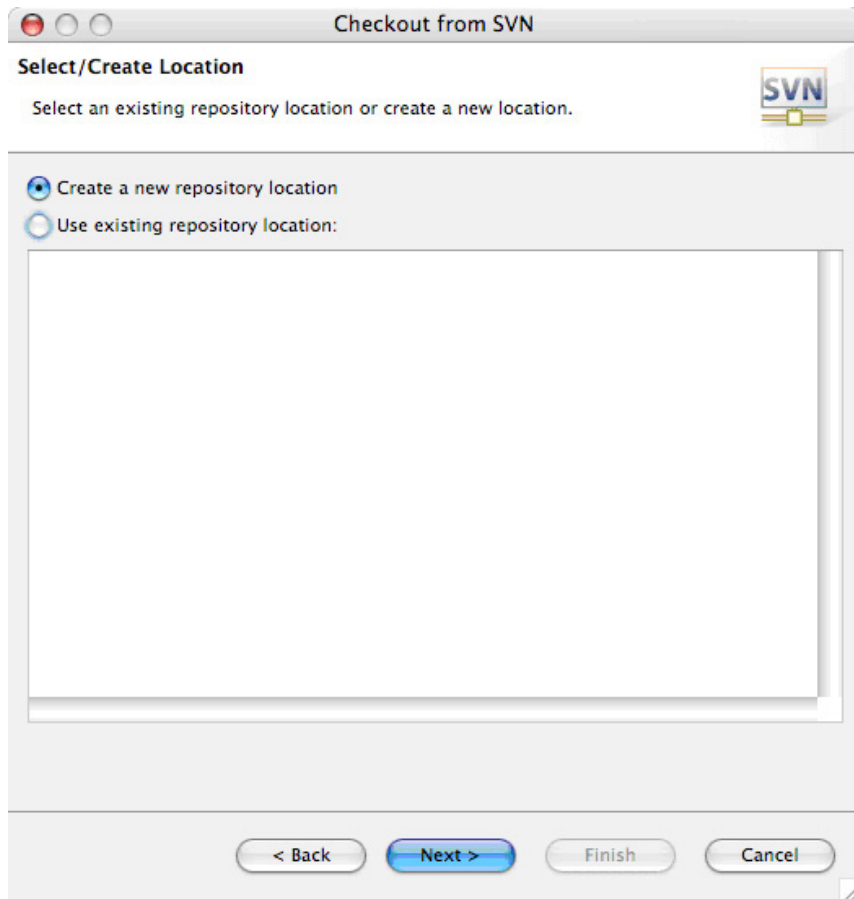 Checkout from SVN
Select/Create Location
Select an existing repository location or create a new location.
SVN
Create a new repository location
Use existing repository location:
< Back
Next >
Finish
Cancel